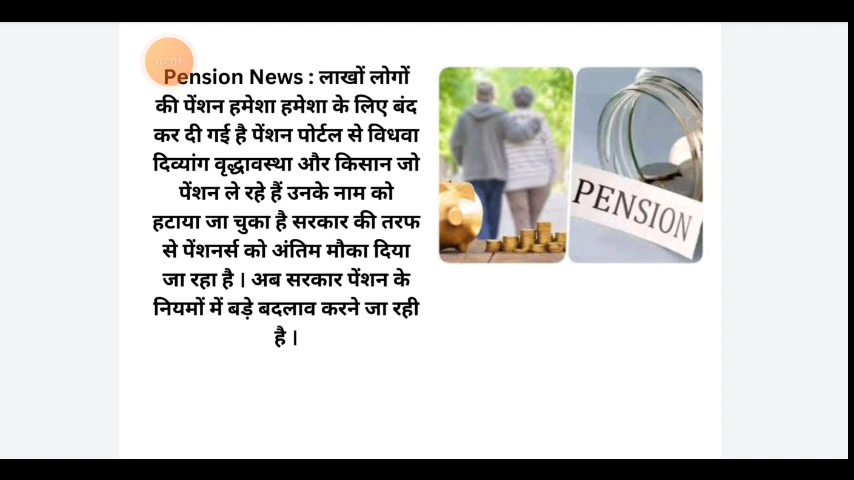 Pension News : लाखों लोगों
की पेंशन हमेशा हमेशा के लिए बंद
कर दी गई है पेंशन पोर्टल से विधवा
दिव्यांग वृद्धावस्था और किसान जो
पेंशन ले रहे हैं उनके नाम को
हटाया जा चुका है सरकार की तरफ
से पेंशनर्स को अंतिम मौका दिया
जा रहा है । अब सरकार पेंशन के
नियमों में बड़े बदलाव करने जा रही
है ।
PENSION